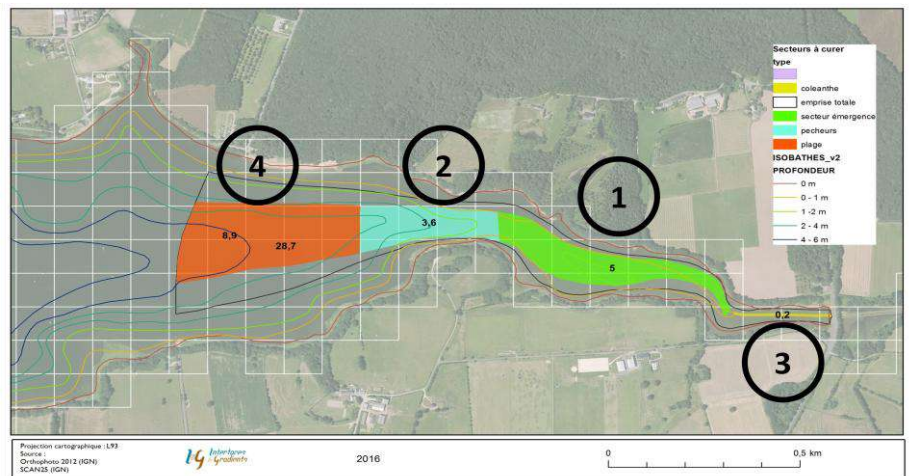 4
2
1
3
8,9
28,7
3,6
5
0,2
Secteurs à curer
type
coleanthe
emprise totale
secteur émergence
pecheurs
plage
ISOBATHES_v2
PROFONDEUR
0 m
0 - 1 m
1 -2 m
2 - 4 m
4 - 6 m
Projection cartographique : L93
Source :
Orthophoto 2012 (IGN)
SCAN25 (IGN)
I&G Interfaces
& Gradients
2016
0
0,5 km